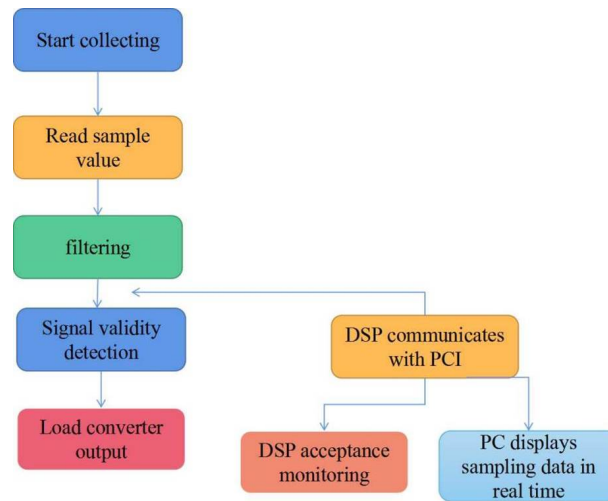 Start collecting
Read sample
value
filtering
Signal validity
detection
DSP communicates
with PCI
Load converter
output
DSP acceptance
monitoring
PC displays
sampling data in
real time